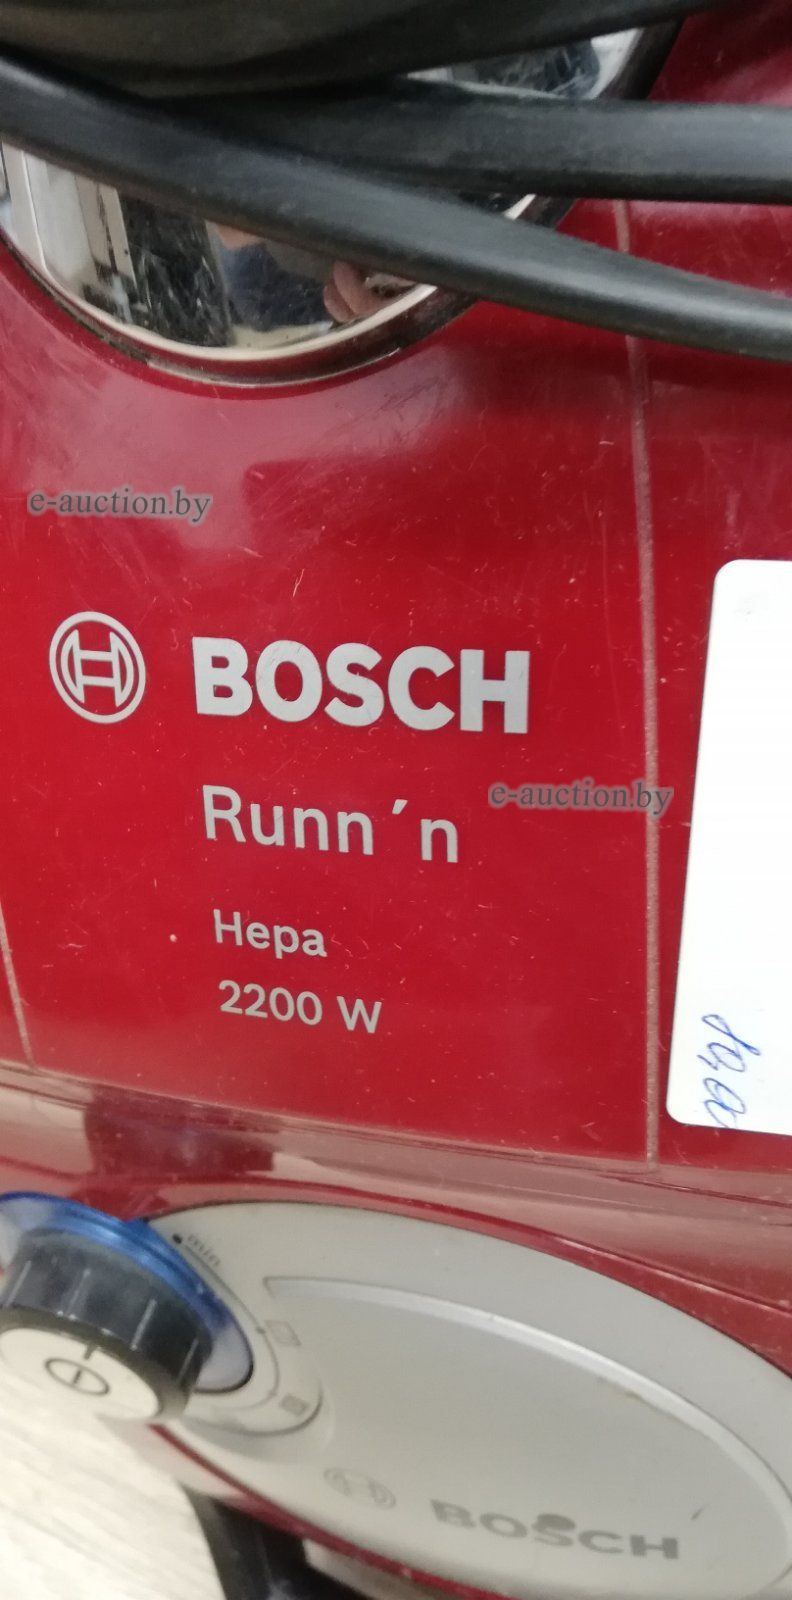 e-auction.by
BOSCH
Runn´n
e-auction.by
Hepa
2200 W
min
BOSCH